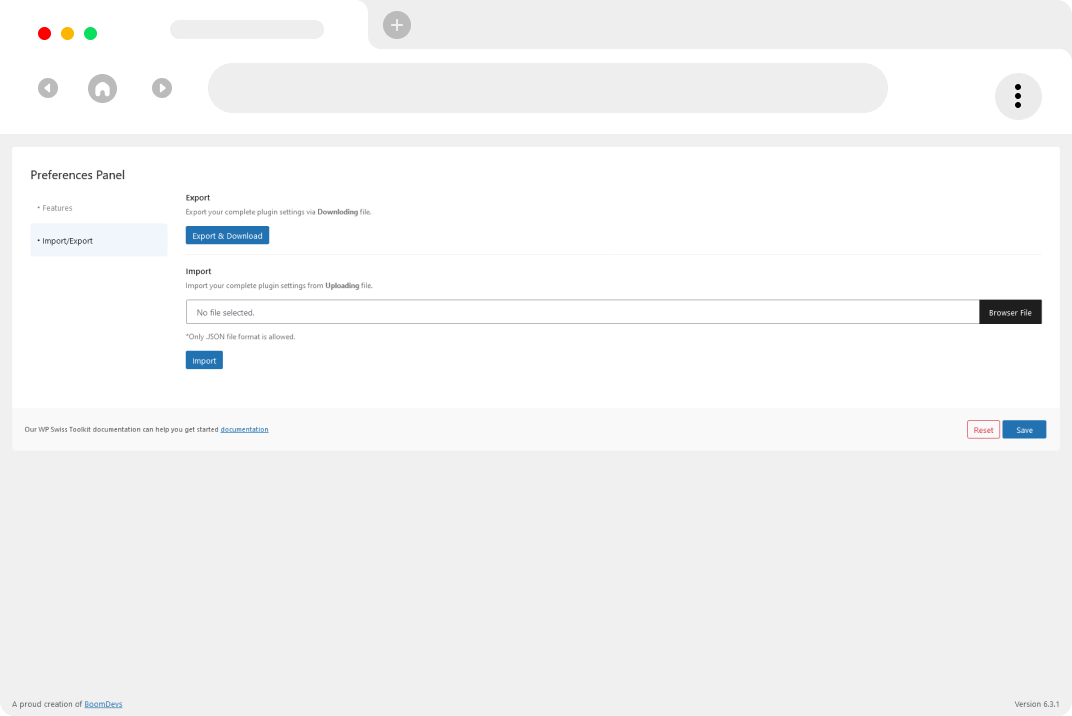 Preferences Panel
• Features
• Import/Export
Export
Export your complete plugin settings via Downloding file.
Export & Download
Import
Import your complete plugin settings from Uploading file.
No file selected.
Browser File
*Only .JSON file format is allowed.
Import
Our WP Swiss Toolkit documentation can help you get started documentation
Reset
Save
A proud creation of BoomDevs
Version 6.3.1